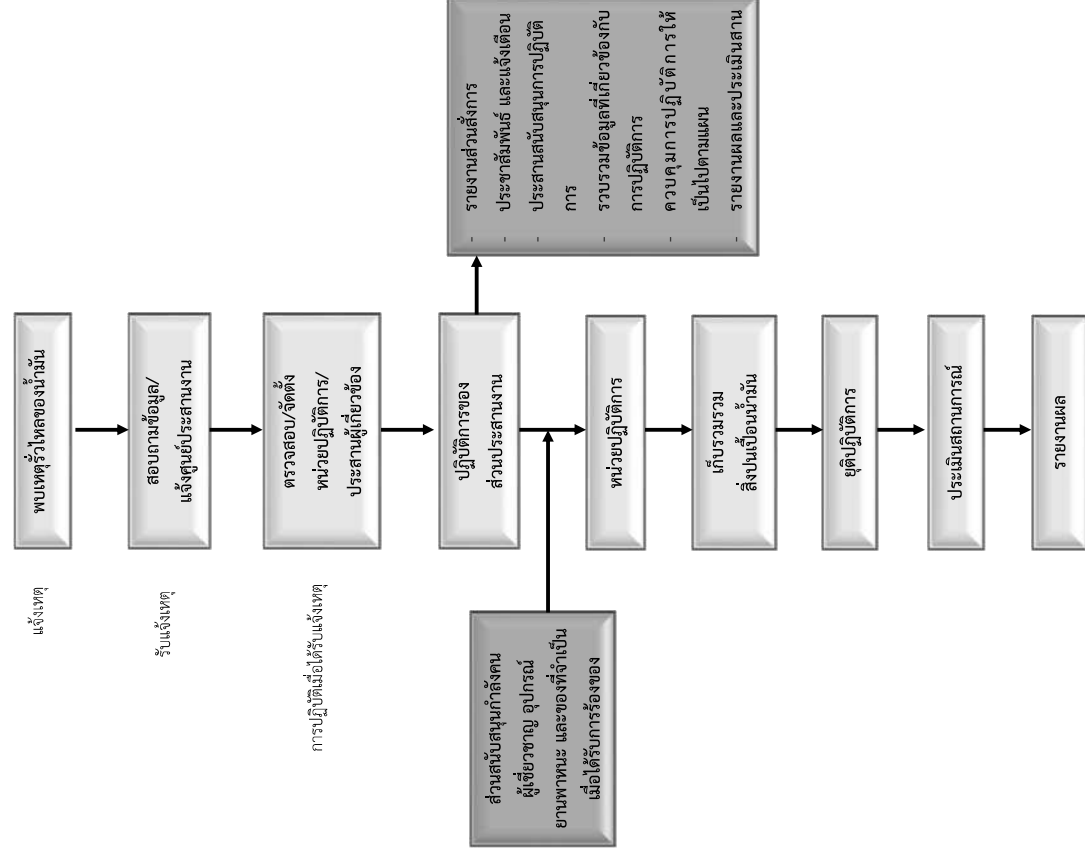 แจ้งเหตุ
พบเหตุรั่วไหลของน้ำมัน
รับแจ้งเหตุ
สอบถามข้อมูล/
แจ้งศูนย์ประสานงาน
การปฏิบัติเมื่อได้รับแจ้งเหตุ
ตรวจสอบ/จัดตั้ง
หน่วยปฏิบัติการ/
ประสานผู้เกี่ยวข้อง
ปฏิบัติการของ
ส่วนประสานงาน
- รายงานส่วนสั่งการ
- ประชาสัมพันธ์ และแจ้งเตือน
- ประสานสนับสนุนการปฏิบัติ
การ
- รวบรวมข้อมูลที่เกี่ยวข้องกับ
การปฏิบัติการ
- ควบคุมการปฏิบัติการให้
เป็นไปตามแผน
- รายงานผลและประเมินสถาน
ส่วนสนับสนุนกำลังคน
ผู้เชี่ยวชาญ อุปกรณ์
ยานพาหนะ และของที่จำเป็น
เมื่อได้รับการร้องของ
หน่วยปฏิบัติการ
เก็บรวมรวม
สิ่งปนเปื้อนน้ำมัน
ยุติปฏิบัติการ
ประเมินสถานการณ์
รายงานผล